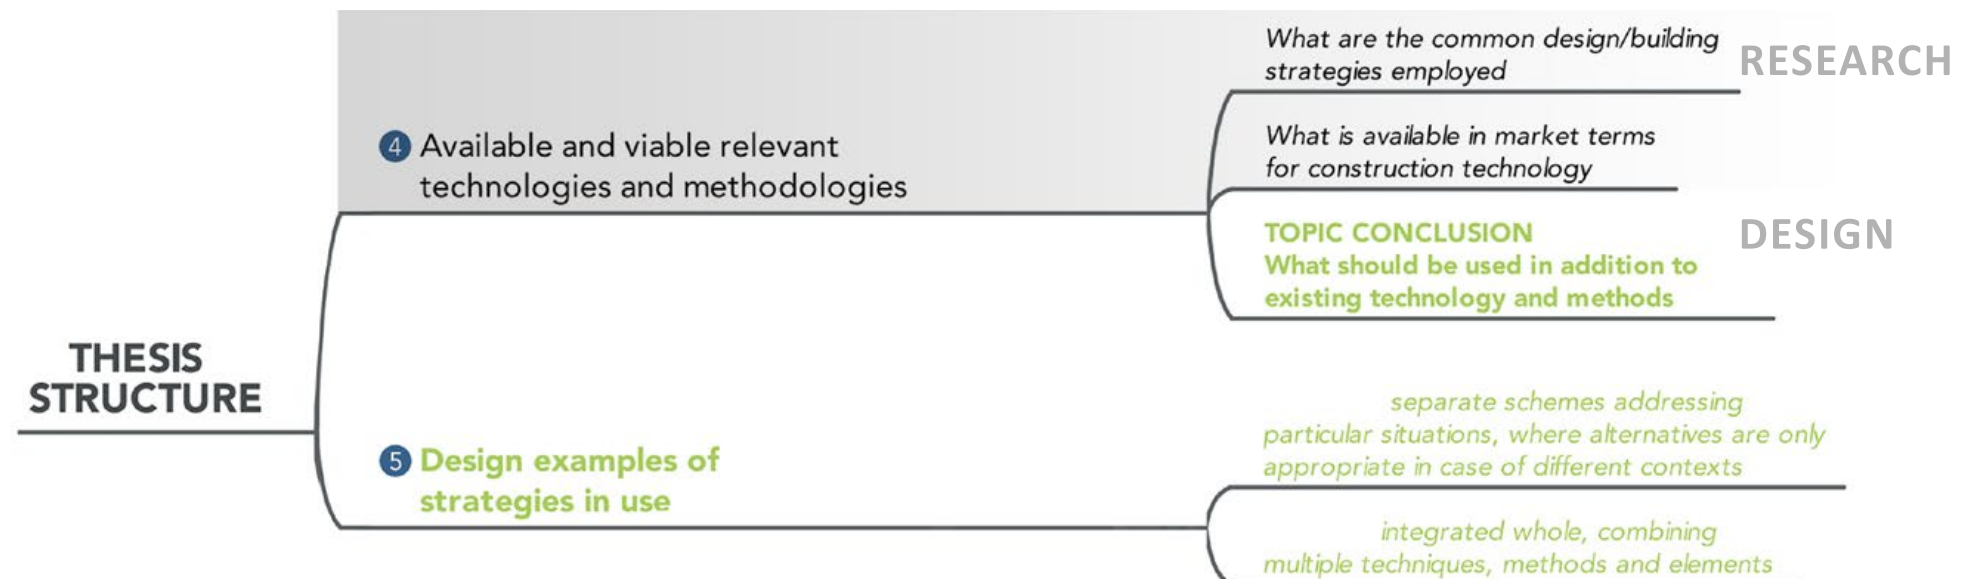 THESIS
STRUCTURE
4 Available and viable relevant
technologies and methodologies
What are the common design/building
strategies employed
RESEARCH
What is available in market terms
for construction technology
TOPIC CONCLUSION
What should be used in addition to
existing technology and methods
DESIGN
5 Design examples of
strategies in use
separate schemes addressing
particular situations, where alternatives are only
appropriate in case of different contexts
integrated whole, combining
multiple techniques, methods and elements